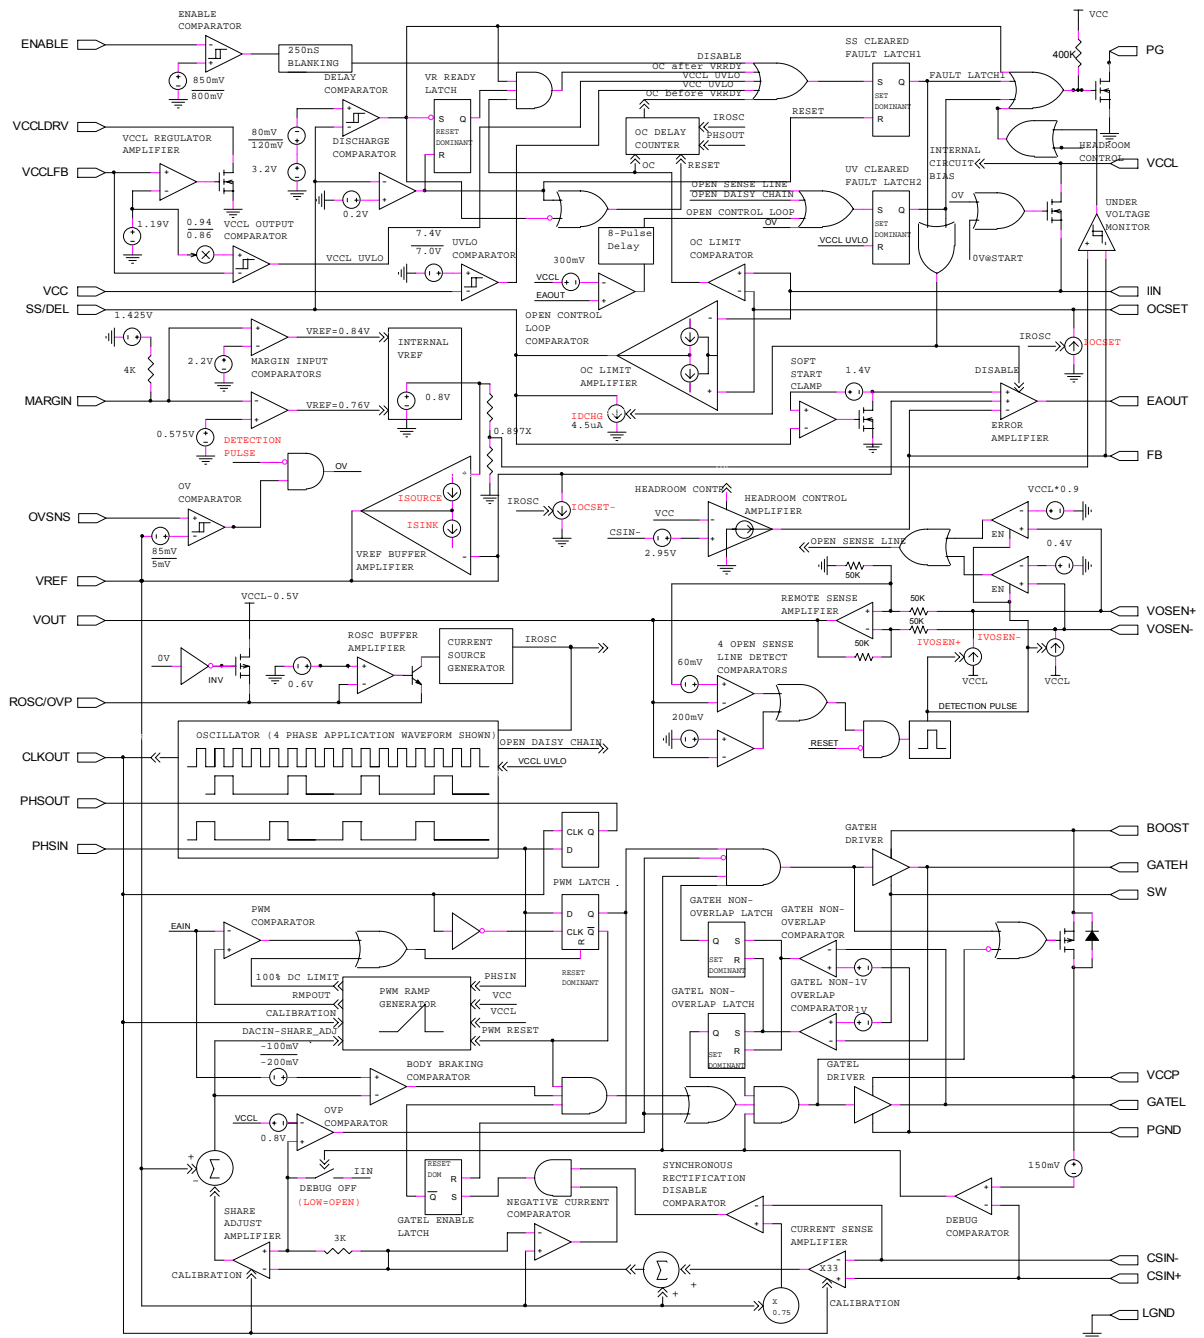 ENABLE
COMPARATOR
VCC
ENABLE
250nS
BLANKING
SS CLEARED
FAULT LATCH1
400K
PG
850mV
800mV
DELAY
COMPARATOR
VR READY
LATCH
DISABLE
OC after VRRDY
VCCL UVLO
VCC UVLO
OC before VRRDY
S
Q
SET
DOMINANT
R
FAULT LATCH1
VCCLDRV
80mV
120mV
DISCHARGE
COMPARATOR
S
Q
RESET
DOMINANT
R
OC DELAY
COUNTER
IROSC
PHSOUT
RESET
HEADROOM
CONTROL
VCCL REGULATOR
AMPLIFIER
INTERNAL
CIRCUIT
BIAS
VCCL
VCCLFB
3.2V
OC
RESET
UV CLEARED
FAULT LATCH2
0.2V
OPEN SENSE LINE
OPEN DAISY CHAIN
OPEN CONTROL LOOP
OV
S
Q
SET
DOMINANT
R
OV
UNDER
VOLTAGE
MONITOR
1.19V
0.94
0.86
VCCL OUTPUT
COMPARATOR
7.4V
7.0V
UVLO
COMPARATOR
8-Pulse
Delay
OC LIMIT
COMPARATOR
VCCL UVLO
0V@START
VCCL UVLO
300mV
VCCL
EAOUT
VCC
IIN
SS/DEL
OCSET
1.425V
OPEN CONTROL
LOOP
COMPARATOR
IROSC
IOCSET
VREF=0.84V
INTERNAL
VREF
SOFT
START
CLAMP
1.4V
DISABLE
4K
2.2V
MARGIN INPUT
COMPARATORS
OC LIMIT
AMPLIFIER
0.8V
MARGIN
VREF=0.76V
IDCHG
4.5uA
EAOUT
0.575V
0.897X
ERROR
AMPLIFIER
DETECTION
PULSE
FB
OV
OV
COMPARATOR
ISOURCE
ISINK
IROSC
IOCSET-
HEADROOM CONTR
HEADROOM CONTROL
AMPLIFIER
VCCL*0.9
OVSNS
VCC
CSIN-
2.95V
EN
OPEN SENSE LINE
0.4V
85mV
5mV
VREF BUFFER
AMPLIFIER
VREF
50K
EN
VCCL-0.5V
REMOTE SENSE
AMPLIFIER
50K
VOSEN+
VOUT
50K
VOSEN-
ROSC BUFFER
AMPLIFIER
CURRENT
SOURCE
GENERATOR
IROSC
IVOSEN+
IVOSEN-
4 OPEN SENSE
LINE DETECT
COMPARATORS
50K
0V
INV
0.6V
60mV
VCCL
VCCL
ROSC/OVP
DETECTION PULSE
200mV
OSCILLATOR (4 PHASE APPLICATION WAVEFORM SHOWN)
OPEN DAISY CHAIN
RESET
CLKOUT
VCCL UVLO
PHSOUT
CLK
Q
D
BOOST
GATEH
DRIVER
PHSIN
GATEH
PWM LATCH
SW
EAIN
PWM
COMPARATOR
D
Q
CLK
Q
R
RESET
DOMINANT
GATEH NON-
OVERLAP LATCH
GATEH NON-
OVERLAP
COMPARATOR
Q
S
R
SET
DOMINANT
100% DC LIMIT
PWM RAMP
GENERATOR
PHSIN
RMPOUT
VCC
CALIBRATION
VCCL
DACIN-SHARE_ADJ
PWM RESET
GATEL NON-
OVERLAP LATCH
GATEL NON-
1V
OVERLAP
COMPARATOR
1V
Q
S
SET
R
DOMINANT
-100mV
-200mV
BODY BRAKING
COMPARATOR
GATEL
DRIVER
VCCP
GATEL
OVP
COMPARATOR
VCCL
0.8V
PGND
150mV
IIN
DEBUG OFF
(LOW=OPEN)
RESET
DOM
R
Q
S
SYNCHRONOUS
RECTIFICATION
DISABLE
COMPARATOR
NEGATIVE CURRENT
COMPARATOR
GATEL ENABLE
LATCH
SHARE
ADJUST
AMPLIFIER
DEBUG
COMPARATOR
3K
CURRENT SENSE
AMPLIFIER
CSIN-
CALIBRATION
X33
CSIN+
X
0.75
CALIBRATION
LGND